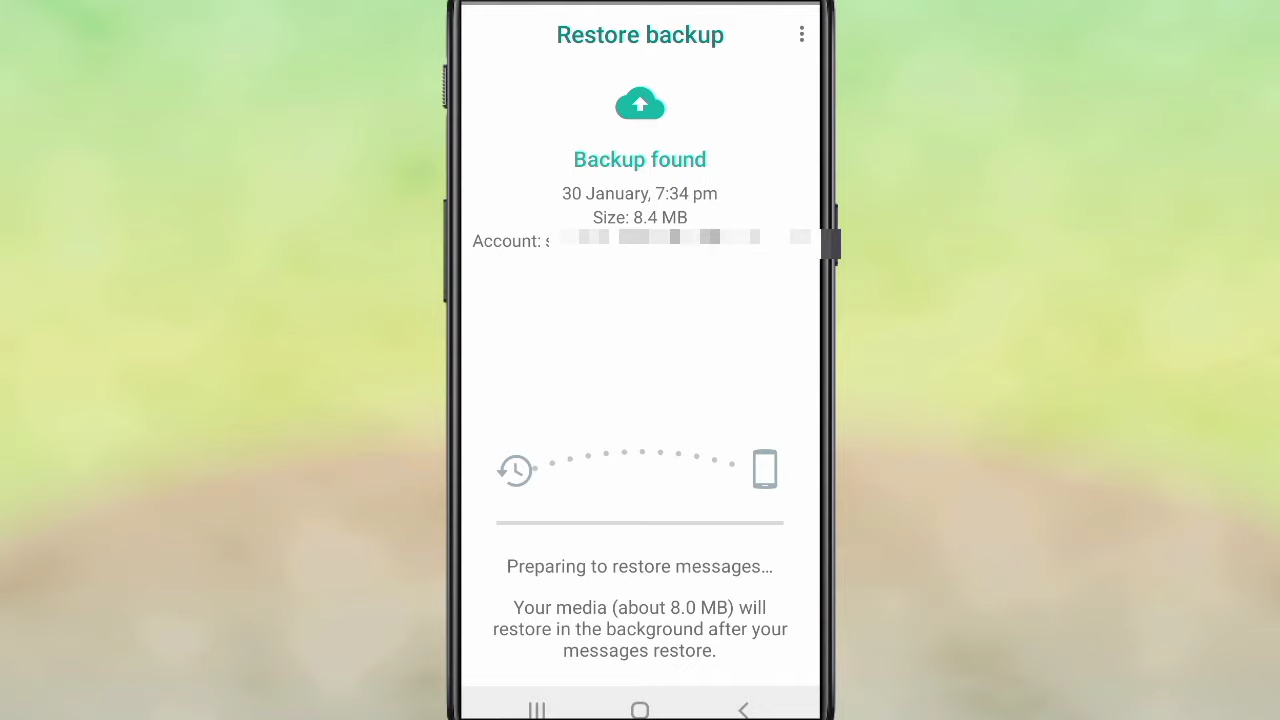 Restore backup
Backup found
30 January, 7:34 pm
Size: 8.4 MB
Account:
Preparing to restore messages...
Your media (about 8.0 MB) will
restore in the background after your
messages restore.